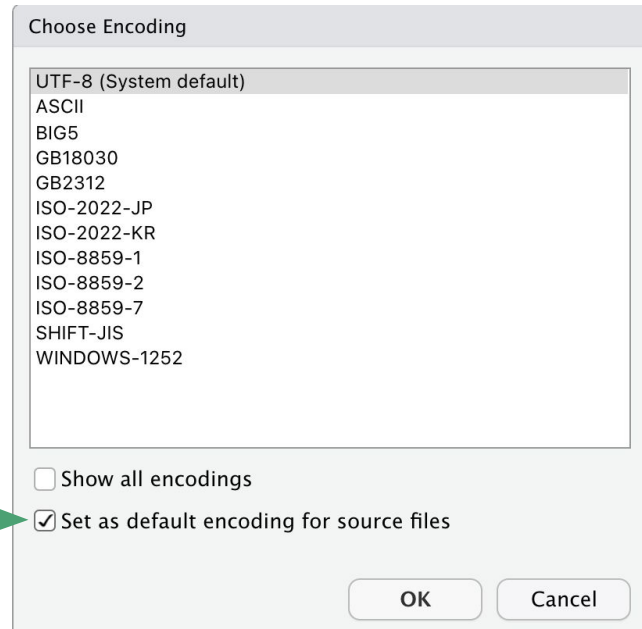 Choose Encoding
UTF-8 (System default)
ASCII
BIG5
GB18030
GB2312
ISO-2022-JP
ISO-2022-KR
ISO-8859-1
ISO-8859-2
ISO-8859-7
SHIFT-JIS
WINDOWS-1252
Show all encodings
Set as default encoding for source files
OK Cancel